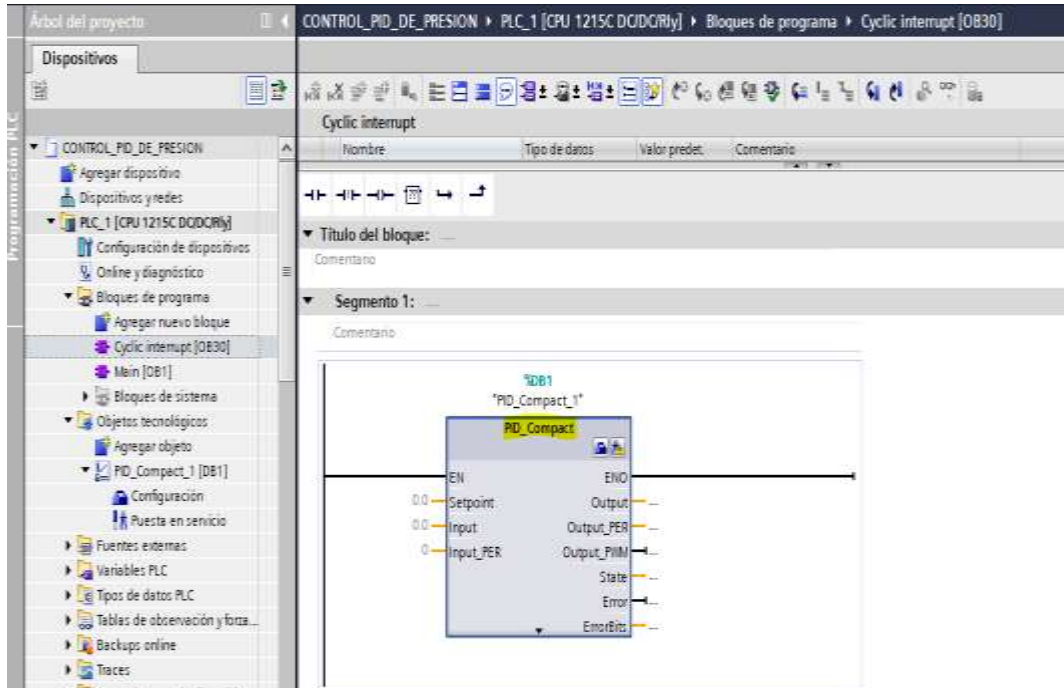 Árbol del proyecto
CONTROL_PID_DE_PRESION ▸ PLC_1 [CPU 1215C DC/DC/Rly] ▸ Bloques de programa ▸ Cyclic interrupt [OB30]
Dispositivos
Programación PLC
CONTROL_PID_DE_PRESION
Agregar dispositivo
Dispositivos y redes
PLC_1 [CPU 1215C DC/DC/Rly]
Configuración de dispositivos
Online y diagnóstico
Bloques de programa
Agregar nuevo bloque
Cyclic interrupt [OB30]
Main [OB1]
Bloques de sistema
Objetos tecnológicos
Agregar objeto
PID_Compact_1 [DB1]
Configuración
Puesta en servicio
Fuentes externas
Variables PLC
Tipos de datos PLC
Tablas de observación y forza...
Backups online
Traces
Cyclic interrupt
Nombre Tipo de datos Valor predet. Comentario
Título del bloque: ....
Comentario
Segmento 1: ....
Comentario
%DB1
"PID_Compact_1"
PID_Compact
EN ENO
0.0 Setpoint Output ...
0.0 Input Output_PER ...
0 Input_PER Output_PWM ...
State ...
Error ...
ErrorBits ...